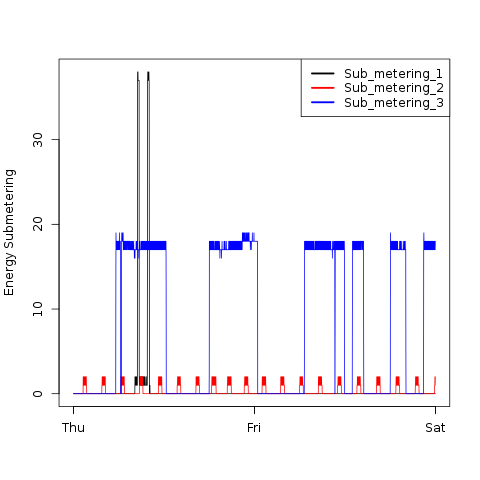 Sub_metering_1
Sub_metering_2
Sub_metering_3
Energy Submetering
30
20
10
0
Thu
Fri
Sat